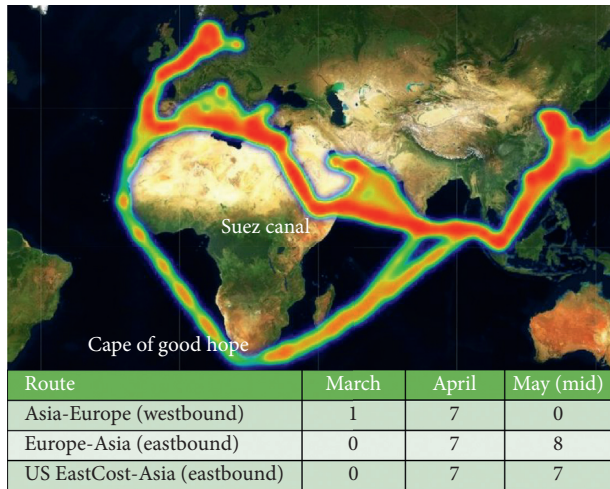 Suez canal
Cape of good hope
Route March April May (mid)
Asia-Europe (westbound) 1 7 0
Europe-Asia (eastbound) 0 7 8
US EastCost-Asia (eastbound) 0 7 7